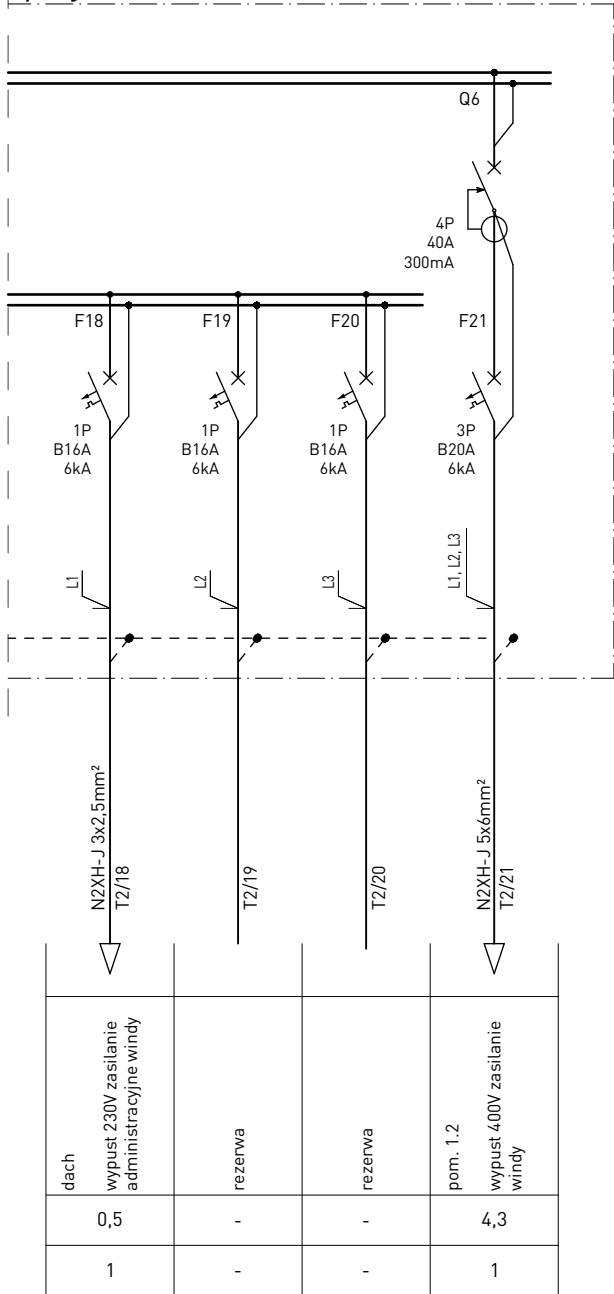 Q6
4P
40A
300mA
F18
F19
F20
F21
1P
B16A
6kA
1P
B16A
6kA
1P
B16A
6kA
3P
B20A
6kA
L1
L2
L3
L1, L2, L3
N2XH-J 3x2,5mm²
T2/18
T2/19
T2/20
N2XH-J 5x6mm²
T2/21
dach
wypust 230V zasilanie
administracyjne windy
rezerwa
rezerwa
pom. 1.2
wypust 400V zasilanie
windy
0,5
-
-
4,3
1
-
-
1